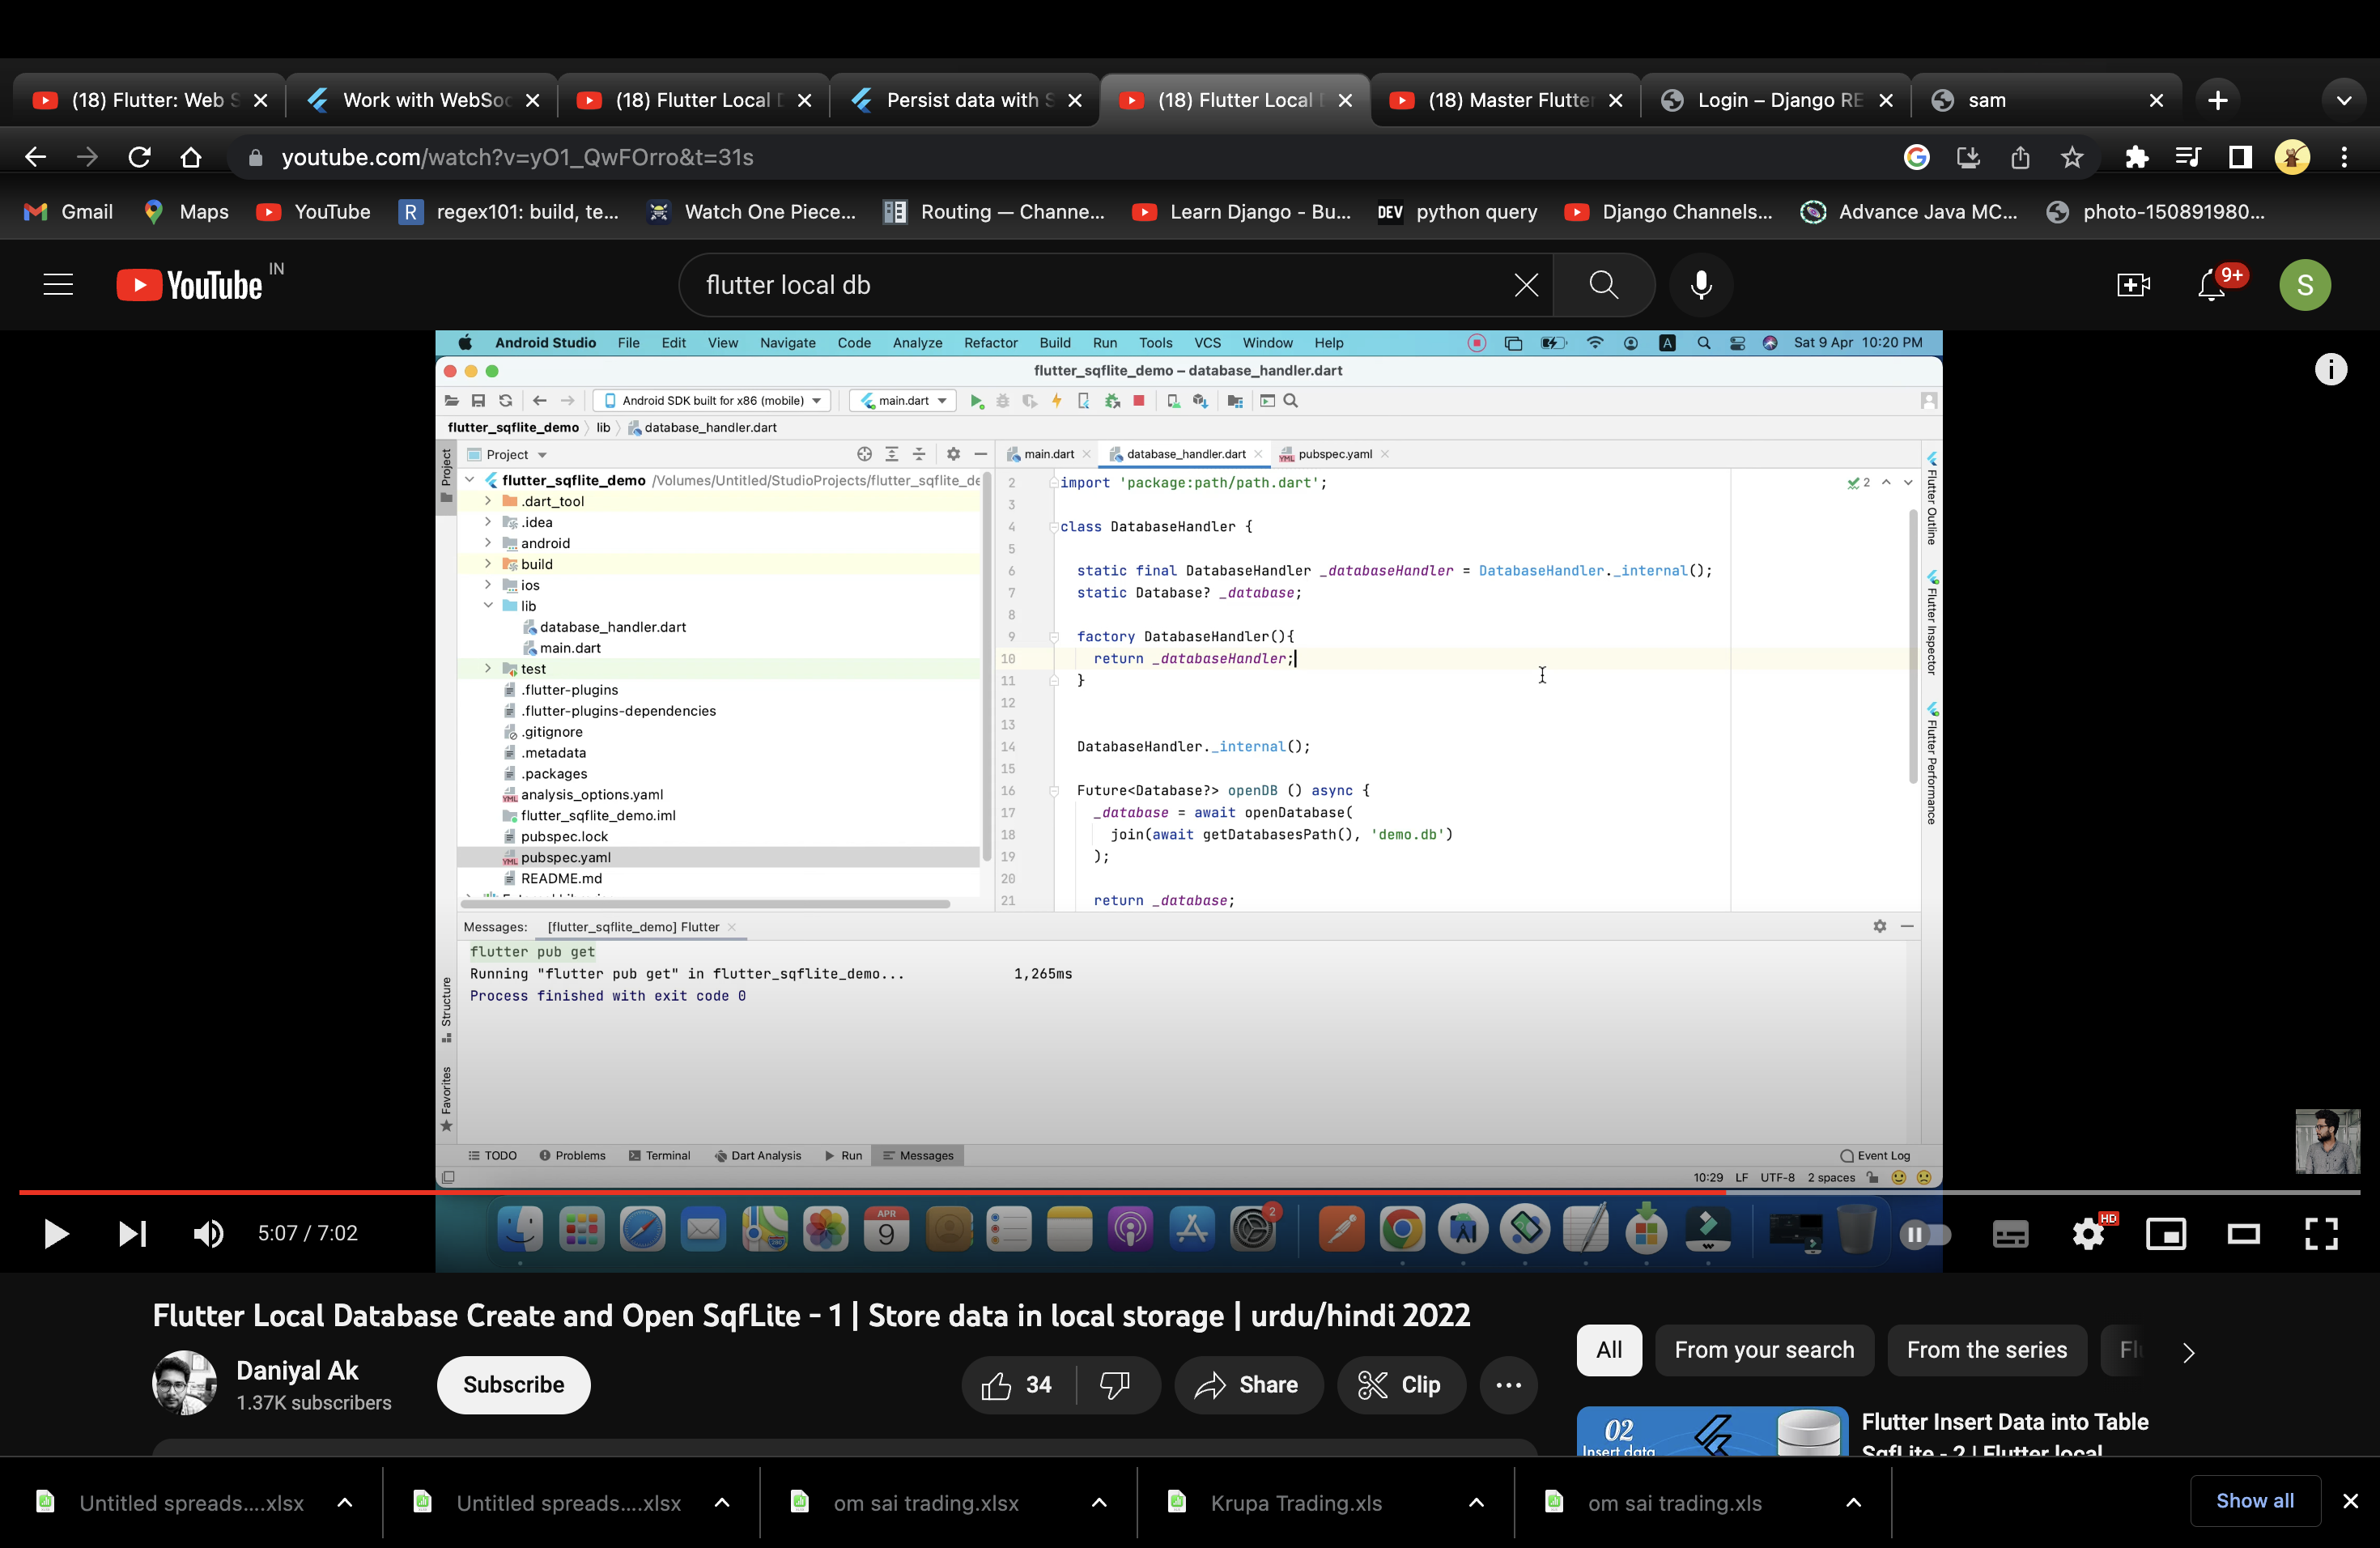 (18) Flutter: Web S
Work with WebSoc
(18) Flutter Local D
Persist data with S
(18) Flutter Local D
(18) Master Flutter
Login – Django RE
sam
youtube.com/watch?v=yO1_QwFOrro&t=31s
Gmail
Maps
YouTube
R
regex101: build, te...
Watch One Piece...
Routing — Channe...
Learn Django - Bu...
DEV
python query
Django Channels...
Advance Java MC...
photo-150891980...
YouTube IN
flutter local db
9+
S
Android Studio File Edit View Navigate Code Analyze Refactor Build Run Tools VCS Window Help
A
Sat 9 Apr 10:20 PM
flutter_sqflite_demo – database_handler.dart
Android SDK built for x86 (mobile)
main.dart
flutter_sqflite_demo lib database_handler.dart
Project
Project
flutter_sqflite_demo /Volumes/Untitled/StudioProjects/flutter_sqflite_de
.dart_tool
.idea
android
build
ios
lib
database_handler.dart
main.dart
test
.flutter-plugins
.flutter-plugins-dependencies
.gitignore
.metadata
.packages
analysis_options.yaml
flutter_sqflite_demo.iml
pubspec.lock
pubspec.yaml
README.md
main.dart
database_handler.dart
pubspec.yaml
2 import 'package:path/path.dart';
2
3
4 class DatabaseHandler {
5
6 static final DatabaseHandler _databaseHandler = DatabaseHandler._internal();
7 static Database? _database;
8
9 factory DatabaseHandler(){
10 return _databaseHandler;
11 }
12
13
14 DatabaseHandler._internal();
15
16 Future<Database?> openDB () async {
17 _database = await openDatabase(
18 join(await getDatabasesPath(), 'demo.db')
19 );
20
21 return _database;
Flutter Outline
Flutter Inspector
Flutter Performance
Messages: [flutter_sqflite_demo] Flutter
flutter pub get
Running "flutter pub get" in flutter_sqflite_demo... 1,265ms
Process finished with exit code 0
Structure
Favorites
TODO Problems Terminal Dart Analysis Run Messages
Event Log
10:29 LF UTF-8 2 spaces
APR
9
2
5:07 / 7:02
HD
Flutter Local Database Create and Open SqfLite - 1 | Store data in local storage | urdu/hindi 2022
Daniyal Ak
1.37K subscribers
Subscribe
34
Share
Clip
All
From your search
From the series
02
Insert data
Flutter Insert Data into Table
SqfLite - 2 | Flutter local
Untitled spreads....xlsx
Untitled spreads....xlsx
om sai trading.xlsx
Krupa Trading.xls
om sai trading.xls
Show all